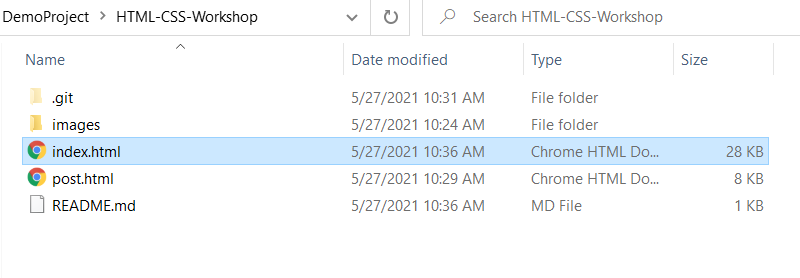 DemoProject > HTML-CSS-Workshop Search HTML-CSS-Workshop
Name Date modified Type Size
.git 5/27/2021 10:31 AM File folder
images 5/27/2021 10:24 AM File folder
index.html 5/27/2021 10:36 AM Chrome HTML Do... 28 KB
post.html 5/27/2021 10:29 AM Chrome HTML Do... 8 KB
README.md 5/27/2021 10:36 AM MD File 1 KB